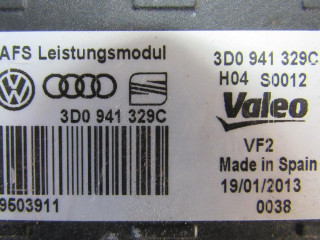 AFS Leistungsmodul
3D0 941 329C
3D0 941 329C
H04 S0012
Valeo
VF2
Made in Spain
19/01/2013
9503911
0038